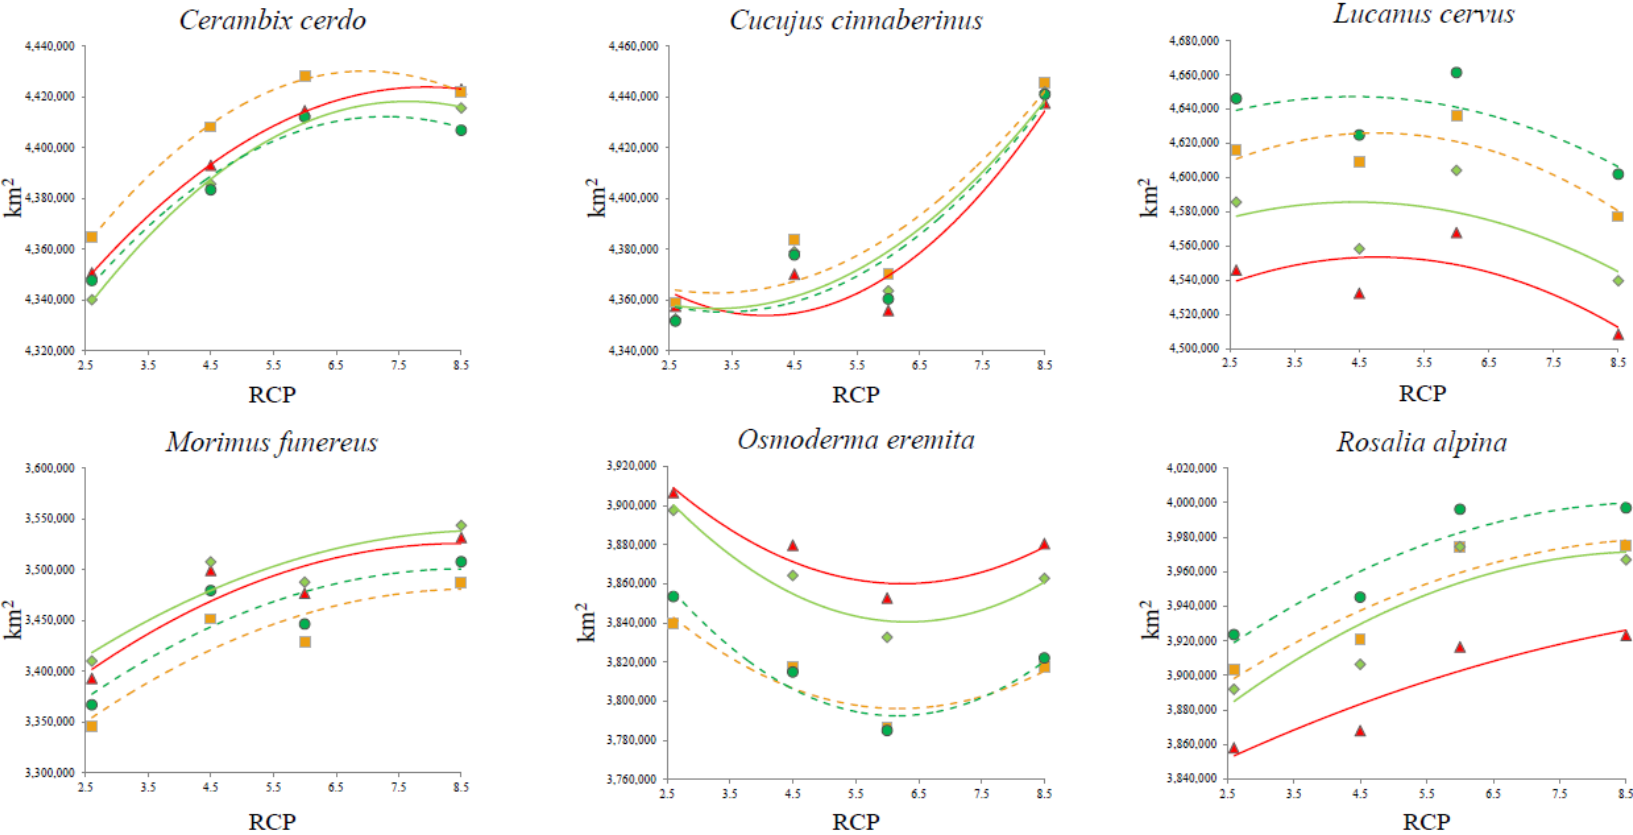 Cerambix cerdo
4,440,000
4,420,000
4,400,000
4,380,000
4,360,000
4,340,000
4,320,000
km2
2.5 3.5 4.5 5.5 6.5 7.5 8.5
RCP
Cucujus cinnaberinus
4,460,000
4,440,000
4,420,000
4,400,000
4,380,000
4,360,000
4,340,000
km2
2.5 3.5 4.5 5.5 6.5 7.5 8.5
RCP
Lucanus cervus
4,680,000
4,660,000
4,640,000
4,620,000
4,600,000
4,580,000
4,560,000
4,540,000
4,520,000
4,500,000
km2
2.5 3.5 4.5 5.5 6.5 7.5 8.5
RCP
Morimus funereus
3,600,000
3,550,000
3,500,000
3,450,000
3,400,000
3,350,000
3,300,000
km2
2.5 3.5 4.5 5.5 6.5 7.5 8.5
RCP
Osmoderma eremita
3,920,000
3,900,000
3,880,000
3,860,000
3,840,000
3,820,000
3,800,000
3,780,000
3,760,000
km2
2.5 3.5 4.5 5.5 6.5 7.5 8.5
RCP
Rosalia alpina
4,020,000
4,000,000
3,980,000
3,960,000
3,940,000
3,920,000
3,900,000
3,880,000
3,860,000
3,840,000
km2
2.5 3.5 4.5 5.5 6.5 7.5 8.5
RCP